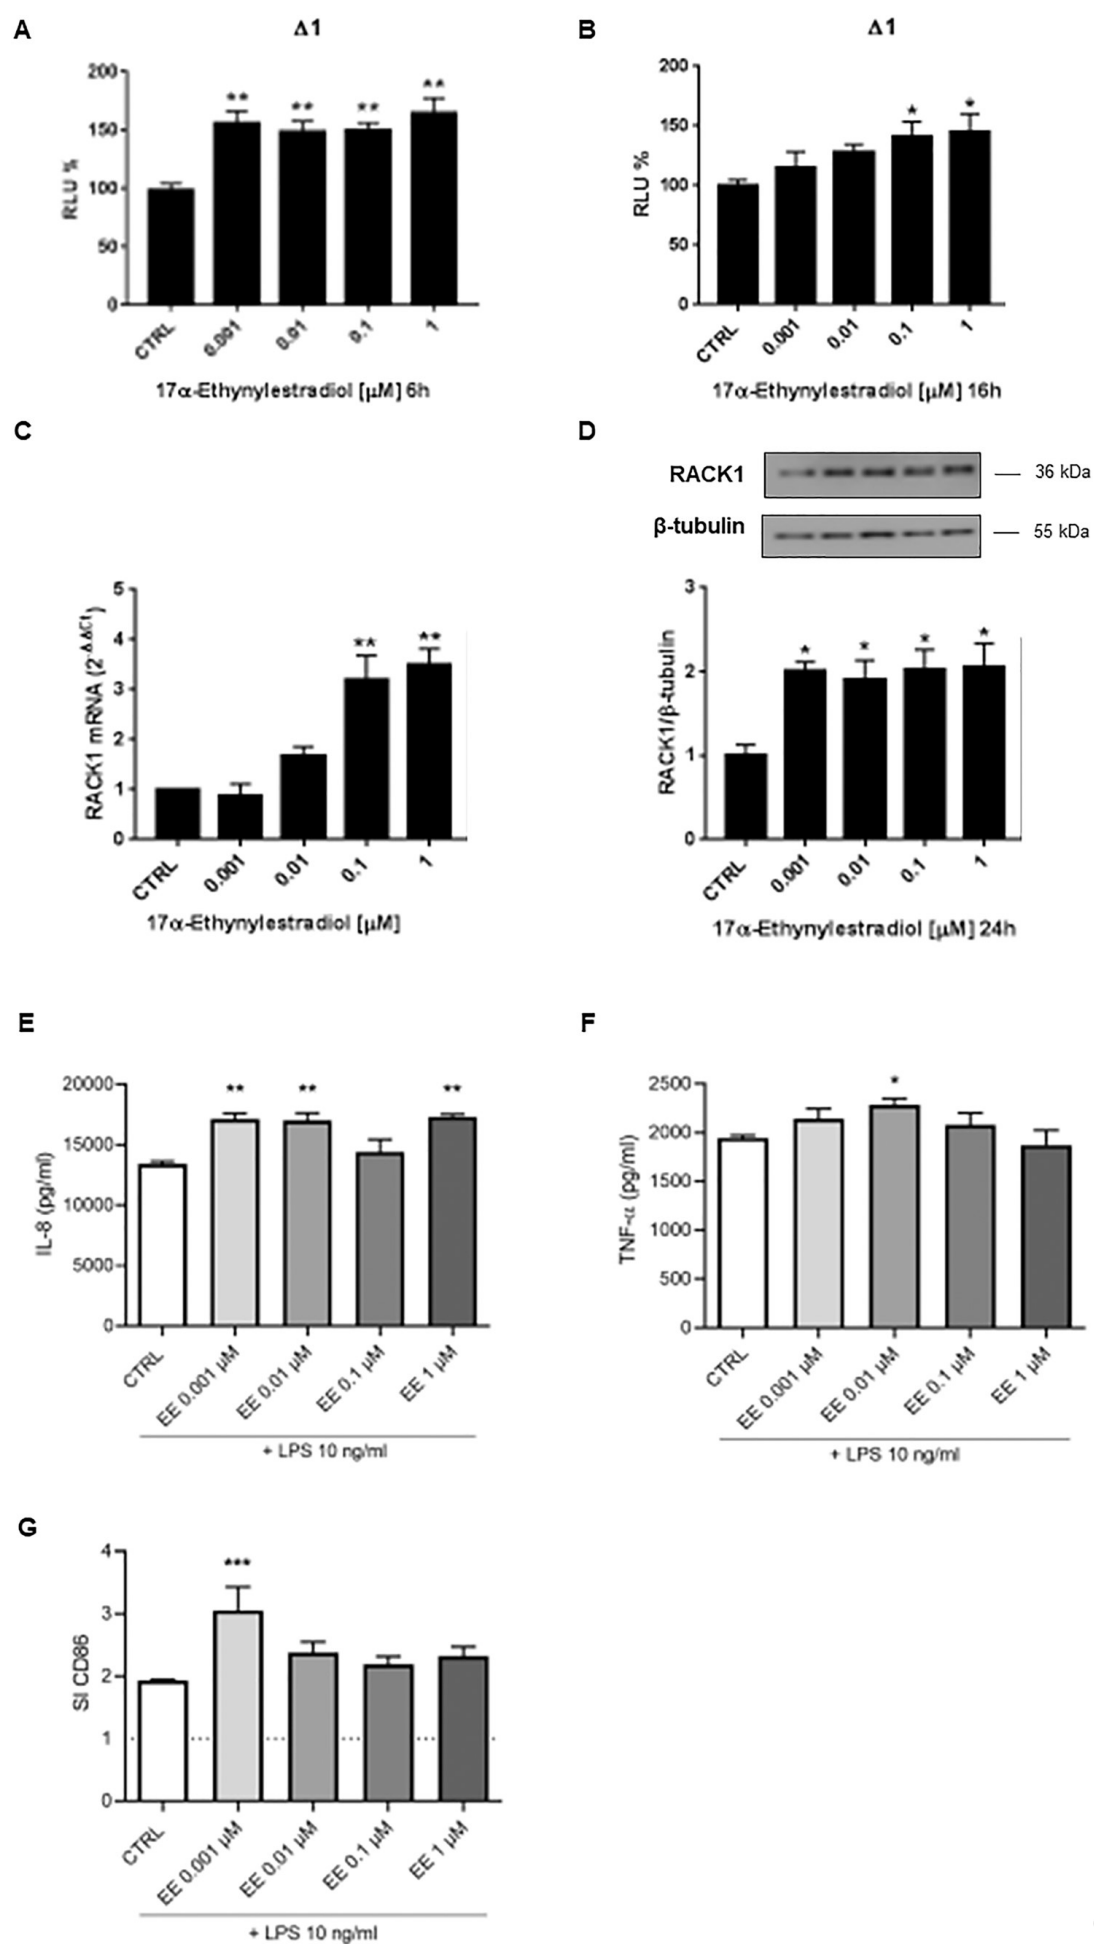 A
Δ1
200
150
100
50
0
RLU %
**
**
**
**
CTRL
0.001
0.01
0.1
1
17α-Ethynylestradiol [μM] 6h
B
Δ1
200
150
100
50
0
RLU %
*
*
CTRL
0.001
0.01
0.1
1
17α-Ethynylestradiol [μM] 16h
C
5
4
3
2
1
0
RACK1 mRNA (2^-ΔΔCt)
**
**
CTRL
0.001
0.01
0.1
1
17α-Ethynylestradiol [μM]
D
RACK1
36 kDa
β-tubulin
55 kDa
3
2
1
0
RACK1/β-tubulin
*
*
*
*
CTRL
0.001
0.01
0.1
1
17α-Ethynylestradiol [μM] 24h
E
20000
15000
10000
5000
0
IL-8 (pg/ml)
**
**
**
CTRL
EE 0.001 μM
EE 0.01 μM
EE 0.1 μM
EE 1 μM
+ LPS 10 ng/ml
F
2500
2000
1500
1000
500
0
TNF-α (pg/ml)
*
CTRL
EE 0.001 μM
EE 0.01 μM
EE 0.1 μM
EE 1 μM
+ LPS 10 ng/ml
G
4
3
2
1
0
SI CD86
***
CTRL
EE 0.001 μM
EE 0.01 μM
EE 0.1 μM
EE 1 μM
+ LPS 10 ng/ml